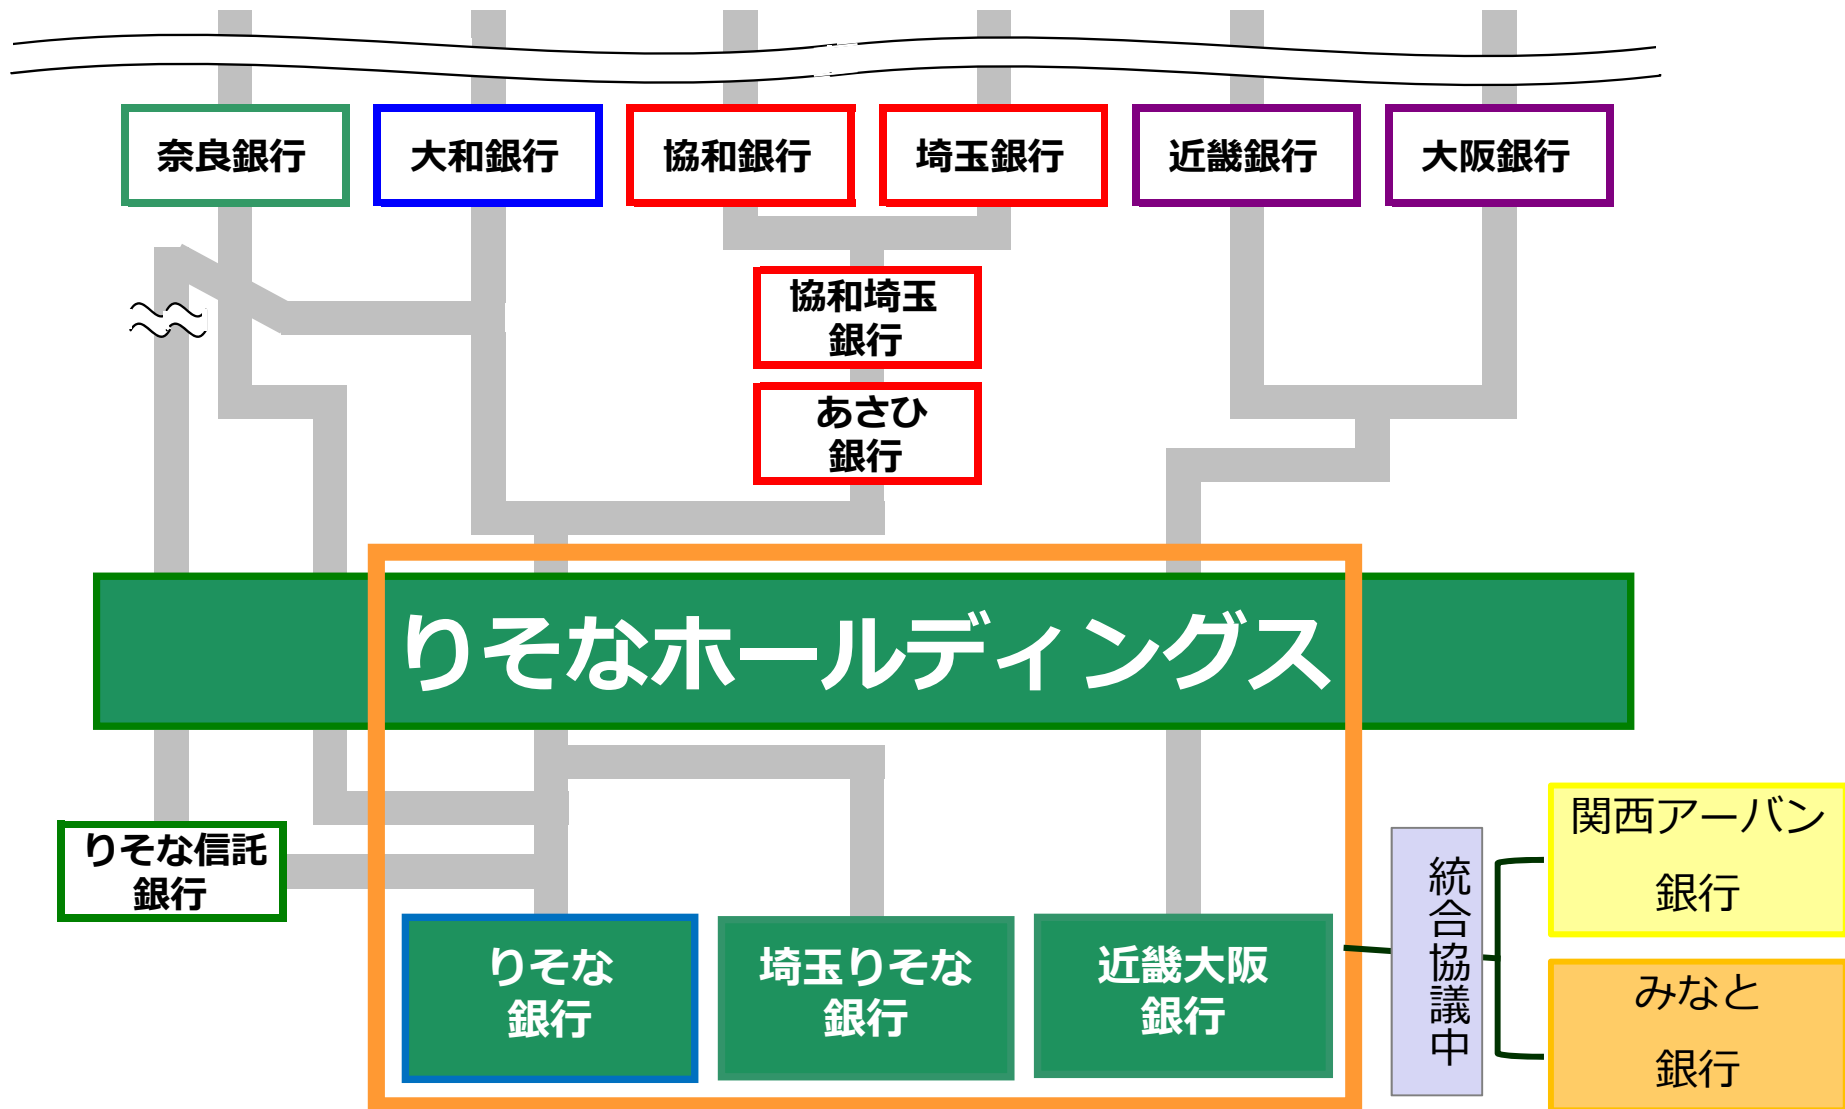 奈良銀行
大和銀行
協和銀行
埼玉銀行
近畿銀行
大阪銀行
協和埼玉
銀行
あさひ
銀行
りそなホールディングス
りそな信託
銀行
りそな
銀行
埼玉りそな
銀行
近畿大阪
銀行
統合協議中
関西アーバン
銀行
みなと
銀行